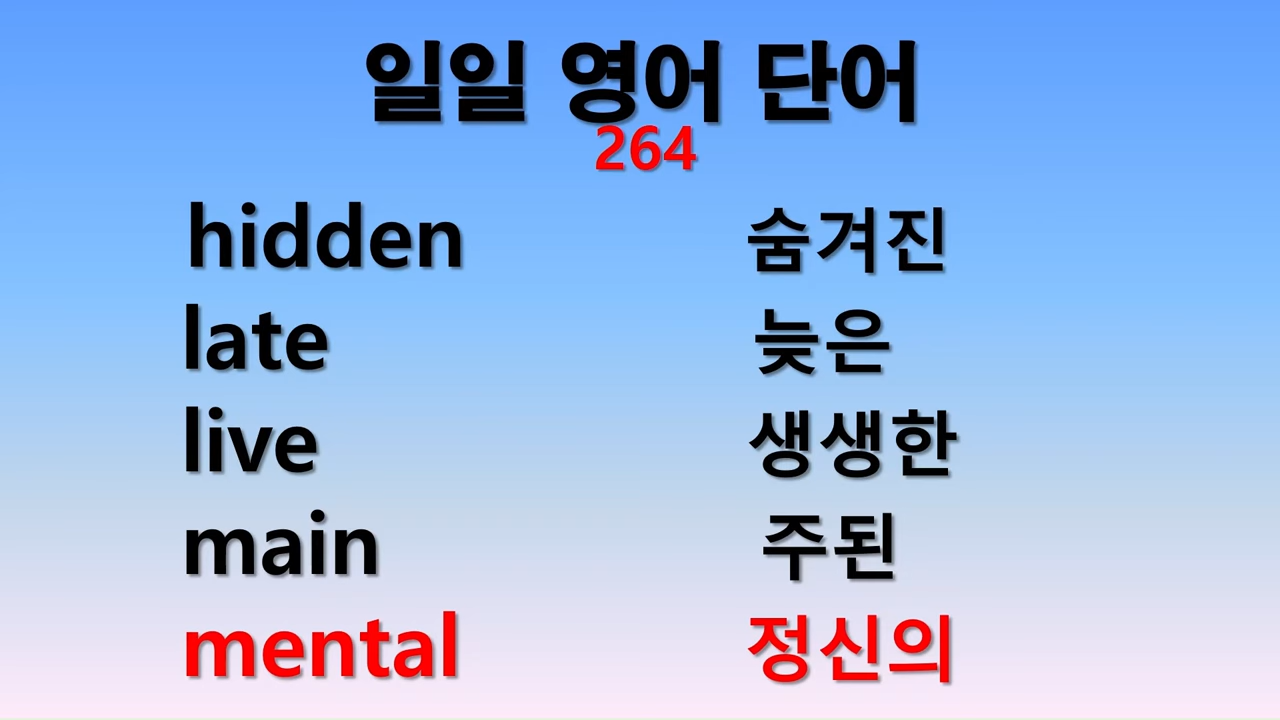 일일 영어 단어
264
hidden 숨겨진
late 늦은
live 생생한
main 주된
mental 정신의